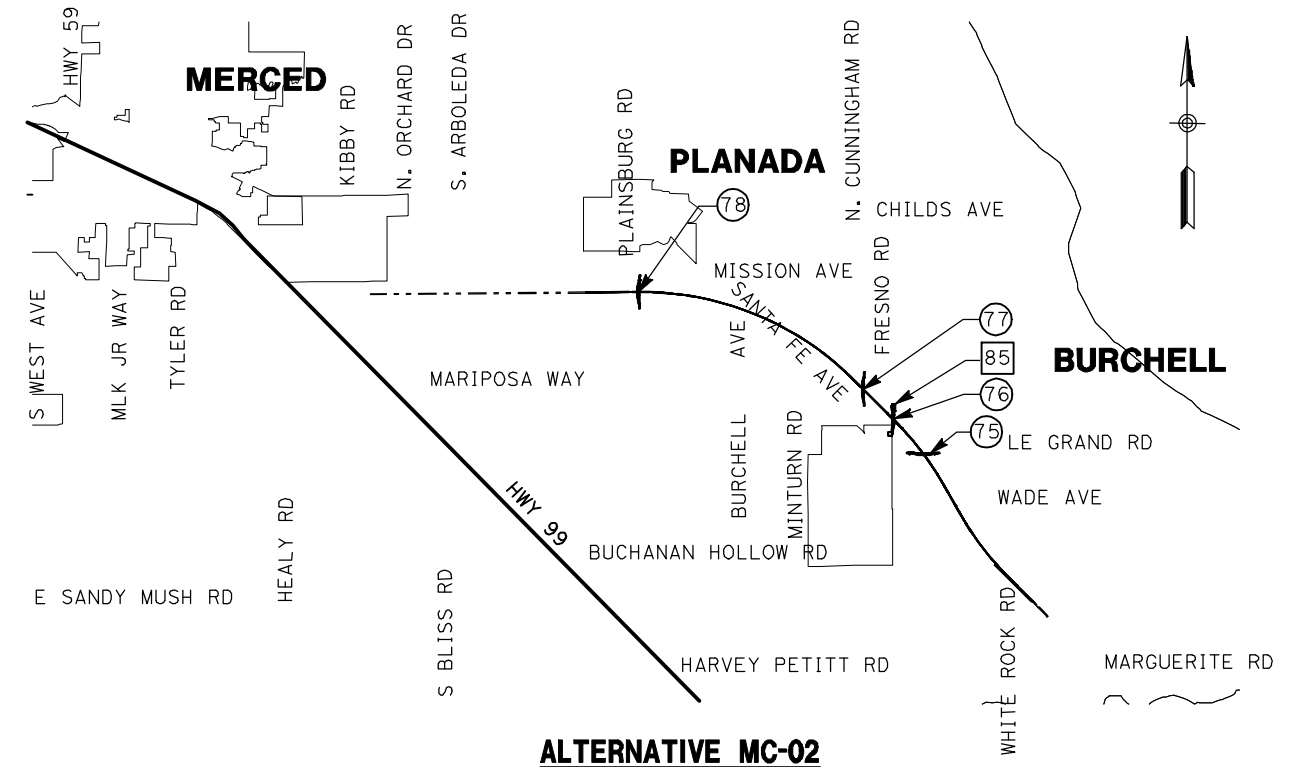 HWY 59
MERCED
KIBBY RD
N. ORCHARD DR
S. ARBOLEDA DR
PLAINSBURG RD
PLANADA
78
N. CUNNINGHAM RD
CHILDS AVE
MISSION AVE
SANTA FE AVE
FRESNO RD
77
85
76
75
BURCHELL
LE GRAND RD
WADE AVE
S WEST AVE
MLK JR WAY
TYLER RD
MARIPOSA WAY
BURCHELL AVE
MINTURN RD
HWY 99
BUCHANAN HOLLOW RD
HEALY RD
E SANDY MUSH RD
S BLISS RD
HARVEY PETITT RD
WHITE ROCK RD
MARGUERITE RD
ALTERNATIVE MC-02